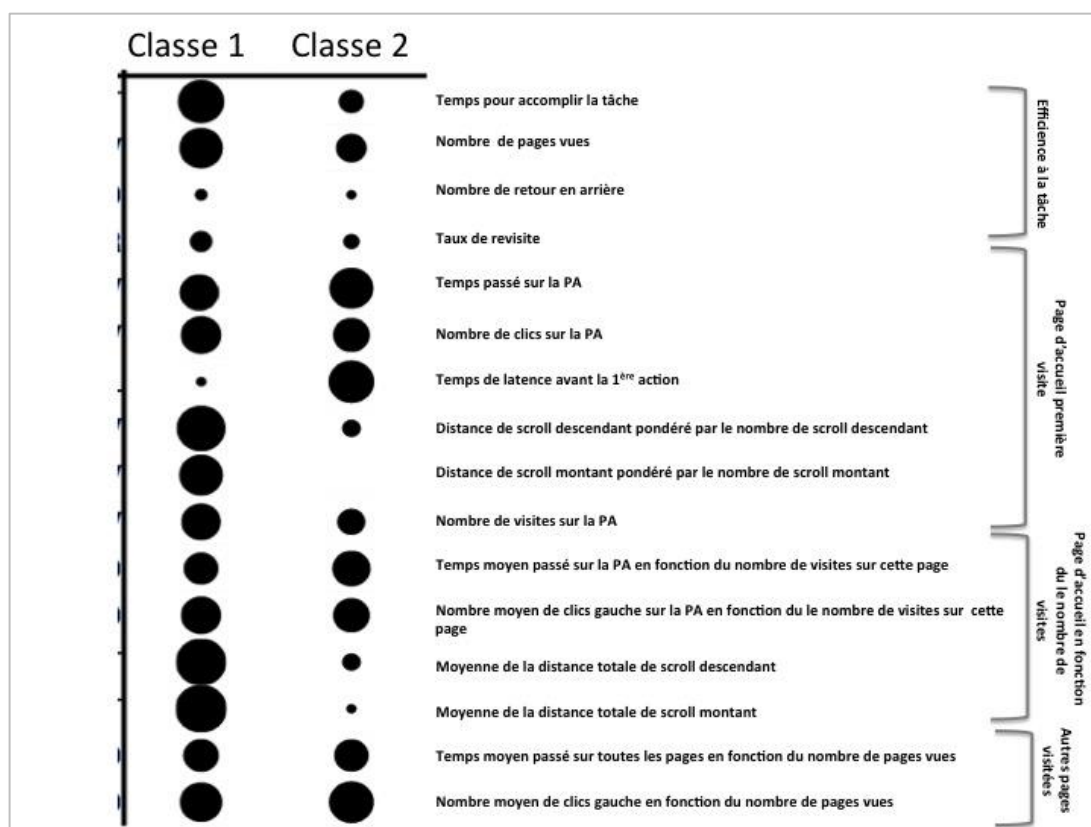 Classe 1 Classe 2
Temps pour accomplir la tâche
Nombre de pages vues
Nombre de retour en arrière
Taux de revisite
Efficience à la tâche
Temps passé sur la PA
Nombre de clics sur la PA
Temps de latence avant la 1ère action
Distance de scroll descendant pondéré par le nombre de scroll descendant
Distance de scroll montant pondéré par le nombre de scroll montant
Nombre de visites sur la PA
Page d'accueil première
visite
Temps moyen passé sur la PA en fonction du nombre de visites sur cette page
Nombre moyen de clics gauche sur la PA en fonction du le nombre de visites sur cette
page
Moyenne de la distance totale de scroll descendant
Moyenne de la distance totale de scroll montant
Page d'accueil en fonction
du le nombre de
visites
Temps moyen passé sur toutes les pages en fonction du nombre de pages vues
Nombre moyen de clics gauche en fonction du nombre de pages vues
Autres pages
visitées